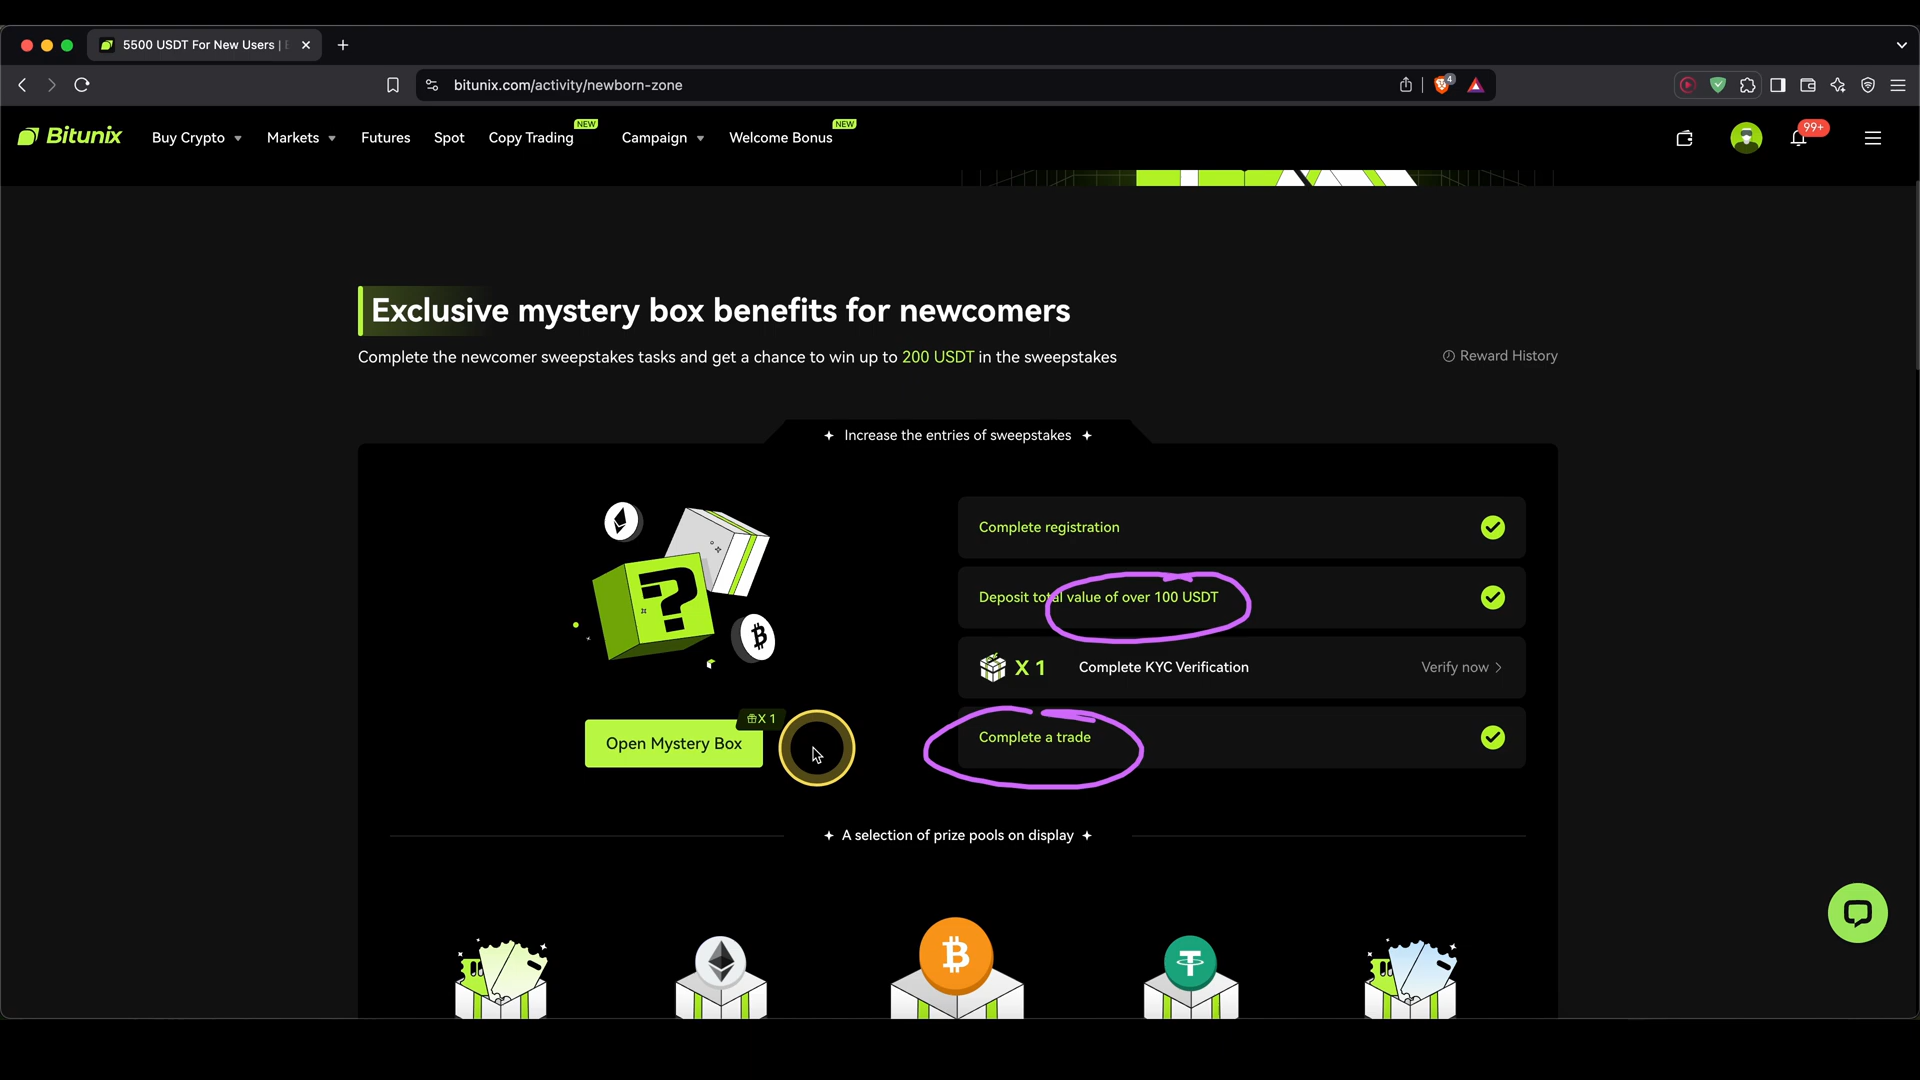 5500 USDT For New Users |
bitunix.com/activity/newborn-zone
4
Bitunix
Buy Crypto
Markets
Futures
Spot
Copy Trading
NEW
Campaign
Welcome Bonus
NEW
99+
Exclusive mystery box benefits for newcomers
Complete the newcomer sweepstakes tasks and get a chance to win up to 200 USDT in the sweepstakes
Reward History
Increase the entries of sweepstakes
Complete registration
Deposit total value of over 100 USDT
X 1
Complete KYC Verification
Verify now
X 1
Open Mystery Box
Complete a trade
A selection of prize pools on display